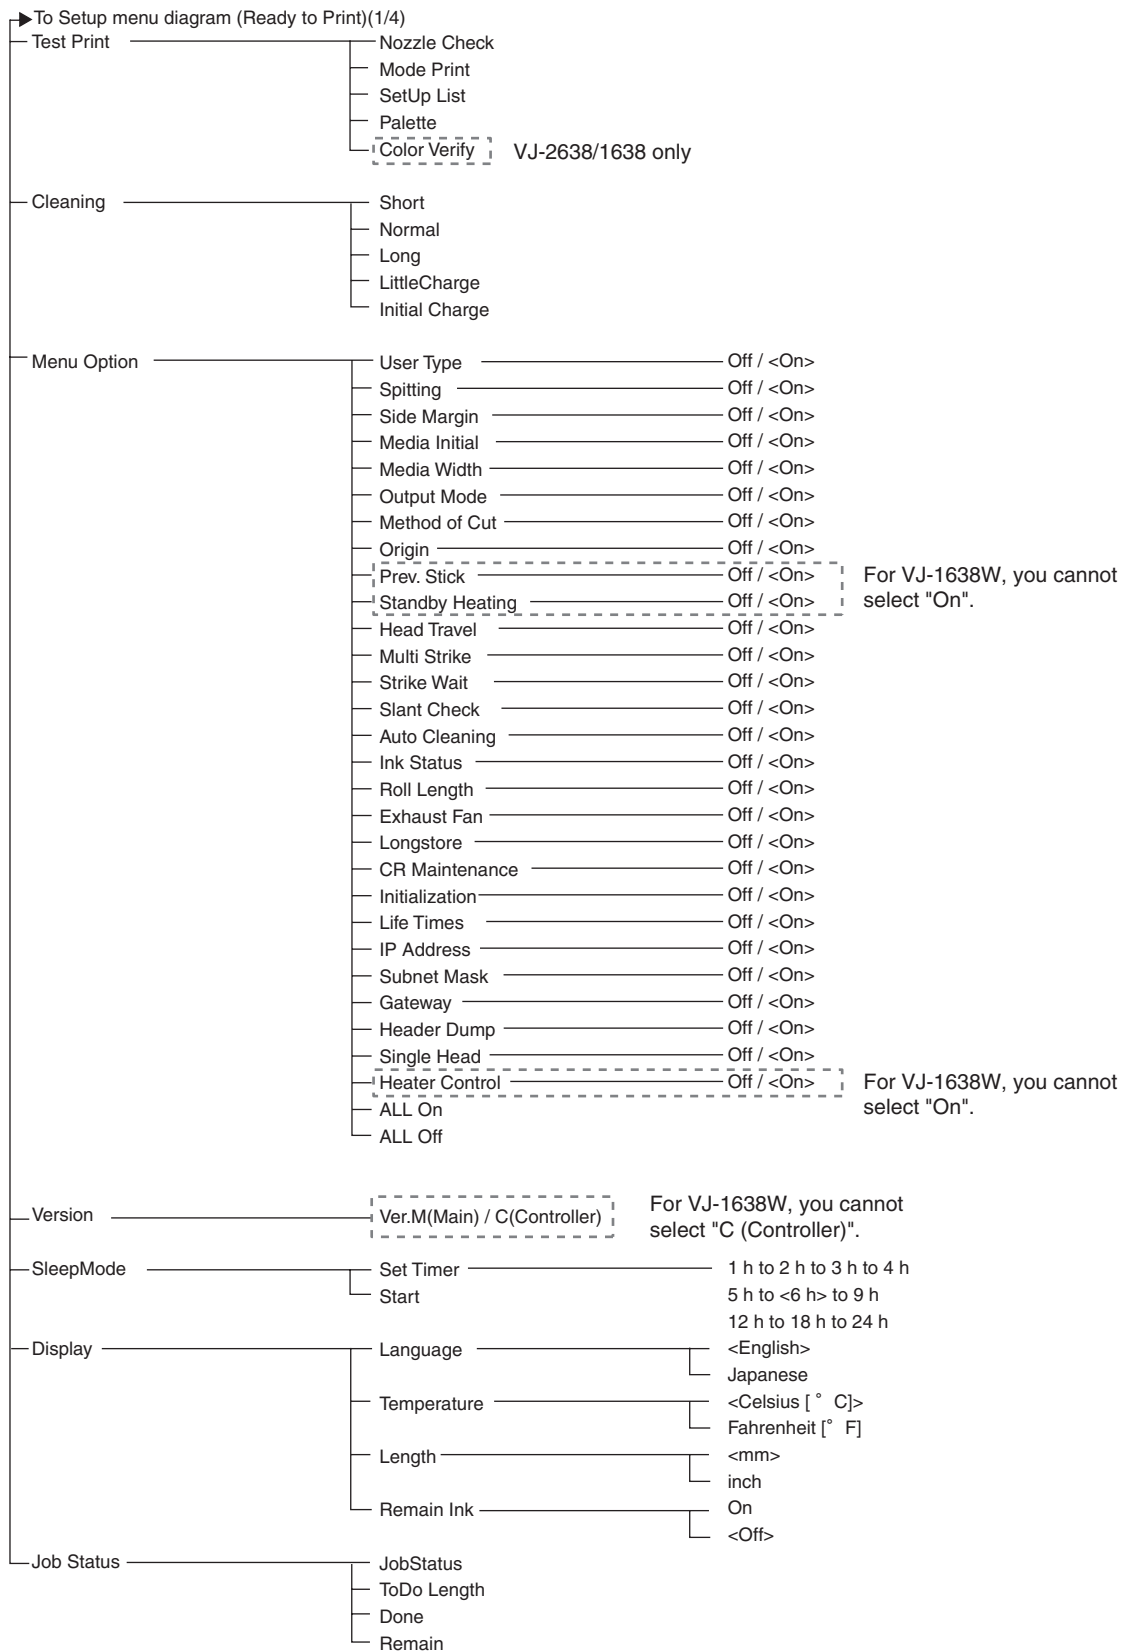 To Setup menu diagram (Ready to Print)(1/4)
Test Print Nozzle Check
Mode Print
SetUp List
Palette
Color Verify VJ-2638/1638 only
Cleaning Short
Normal
Long
LittleCharge
Initial Charge
Menu Option User Type Off / <On>
Spitting Off / <On>
Side Margin Off / <On>
Media Initial Off / <On>
Media Width Off / <On>
Output Mode Off / <On>
Method of Cut Off / <On>
Origin Off / <On>
Prev. Stick Off / <On> For VJ-1638W, you cannot
Standby Heating Off / <On> select "On".
Head Travel Off / <On>
Multi Strike Off / <On>
Strike Wait Off / <On>
Slant Check Off / <On>
Auto Cleaning Off / <On>
Ink Status Off / <On>
Roll Length Off / <On>
Exhaust Fan Off / <On>
Longstore Off / <On>
CR Maintenance Off / <On>
Initialization Off / <On>
Life Times Off / <On>
IP Address Off / <On>
Subnet Mask Off / <On>
Gateway Off / <On>
Header Dump Off / <On>
Single Head Off / <On>
Heater Control Off / <On> For VJ-1638W, you cannot
select "On".
ALL On
ALL Off
Version Ver.M(Main) / C(Controller) For VJ-1638W, you cannot
select "C (Controller)".
SleepMode Set Timer 1 h to 2 h to 3 h to 4 h
Start 5 h to <6 h> to 9 h
12 h to 18 h to 24 h
Display Language <English>
Japanese
Temperature <Celsius [ ° C]>
Fahrenheit [° F]
Length <mm>
inch
Remain Ink On
<Off>
Job Status JobStatus
ToDo Length
Done
Remain